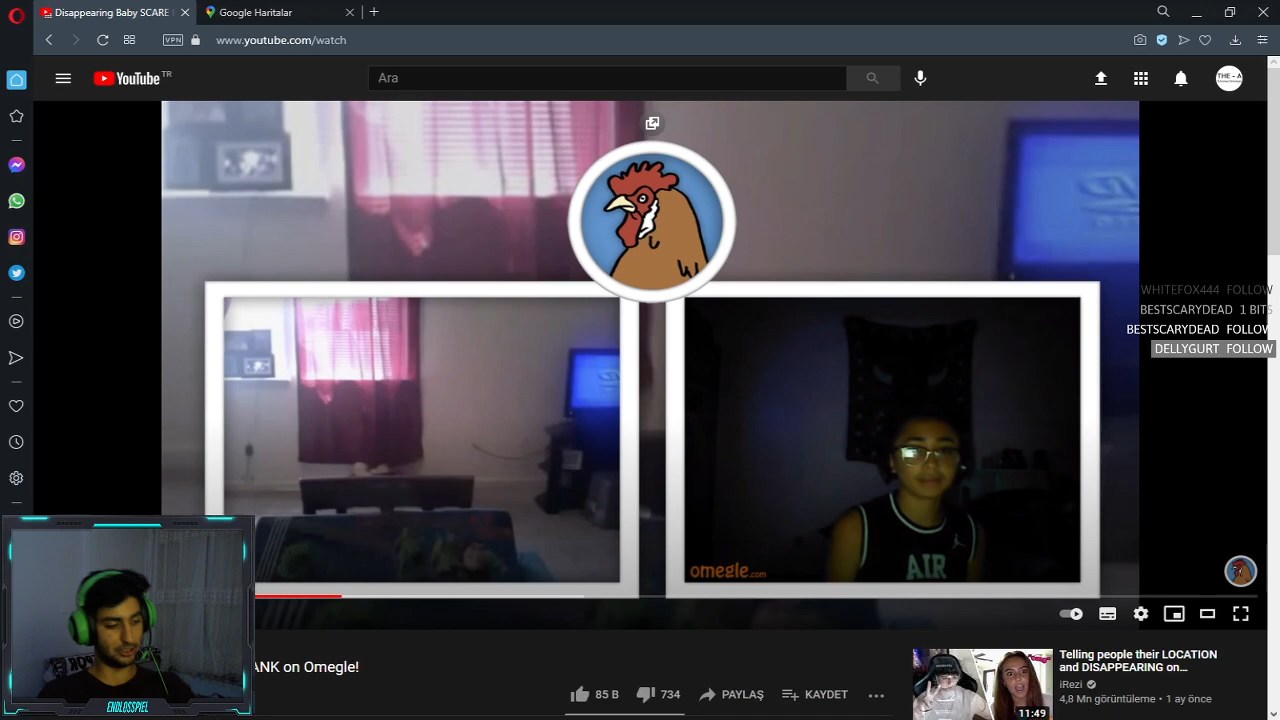 Disappearing Baby SCARE
Google Haritalar
VPN
www.youtube.com/watch
YouTube TR
Ara
THE - A
WHITEFOX444 FOLLOW
BESTSCARYDEAD 1 BITS
BESTSCARYDEAD FOLLOW
DELLYGURT FOLLOW
AIR
omegle.com
ANK on Omegle!
85 B
734
PAYLAŞ
KAYDET
Telling people their LOCATION
and DISAPPEARING on...
iRezi
4,8 Mn görüntüleme • 1 ay önce
11:49
ENDLOSSPIEL